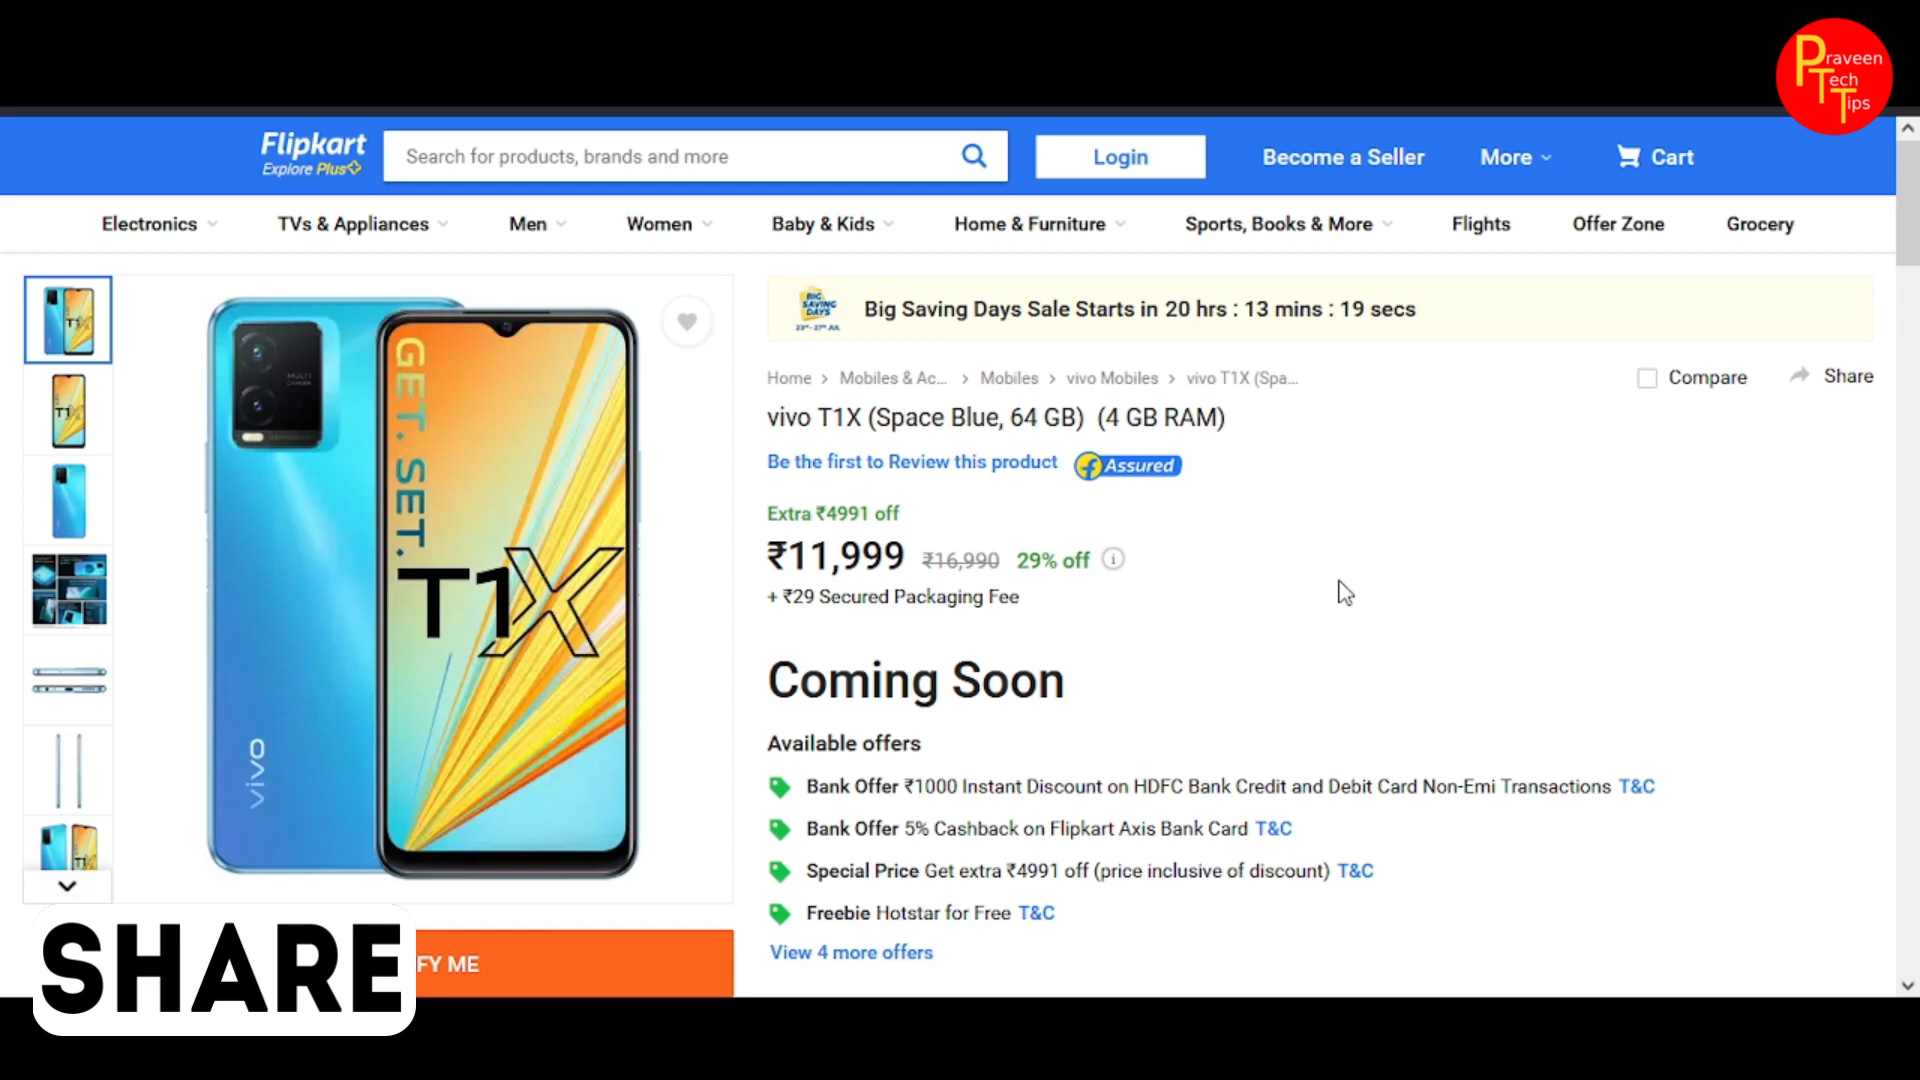 Praveen
Tech
Tips
Flipkart
Explore Plus
Search for products, brands and more
Login
Become a Seller
More
Cart
Electronics
TVs & Appliances
Men
Women
Baby & Kids
Home & Furniture
Sports, Books & More
Flights
Offer Zone
Grocery
BIG
SAVING
DAYS
Big Saving Days Sale Starts in 20 hrs : 13 mins : 19 secs
Home > Mobiles & Ac... > Mobiles > vivo Mobiles > vivo T1X (Spa...
Compare
Share
vivo T1X (Space Blue, 64 GB) (4 GB RAM)
Be the first to Review this product
Assured
Extra ₹4991 off
₹11,999 ₹16,990 29% off
+ ₹29 Secured Packaging Fee
Coming Soon
Available offers
Bank Offer ₹1000 Instant Discount on HDFC Bank Credit and Debit Card Non-Emi Transactions T&C
Bank Offer 5% Cashback on Flipkart Axis Bank Card T&C
Special Price Get extra ₹4991 off (price inclusive of discount) T&C
Freebie Hotstar for Free T&C
View 4 more offers
GET. SET.
T1X
vivo
FY ME
SHARE